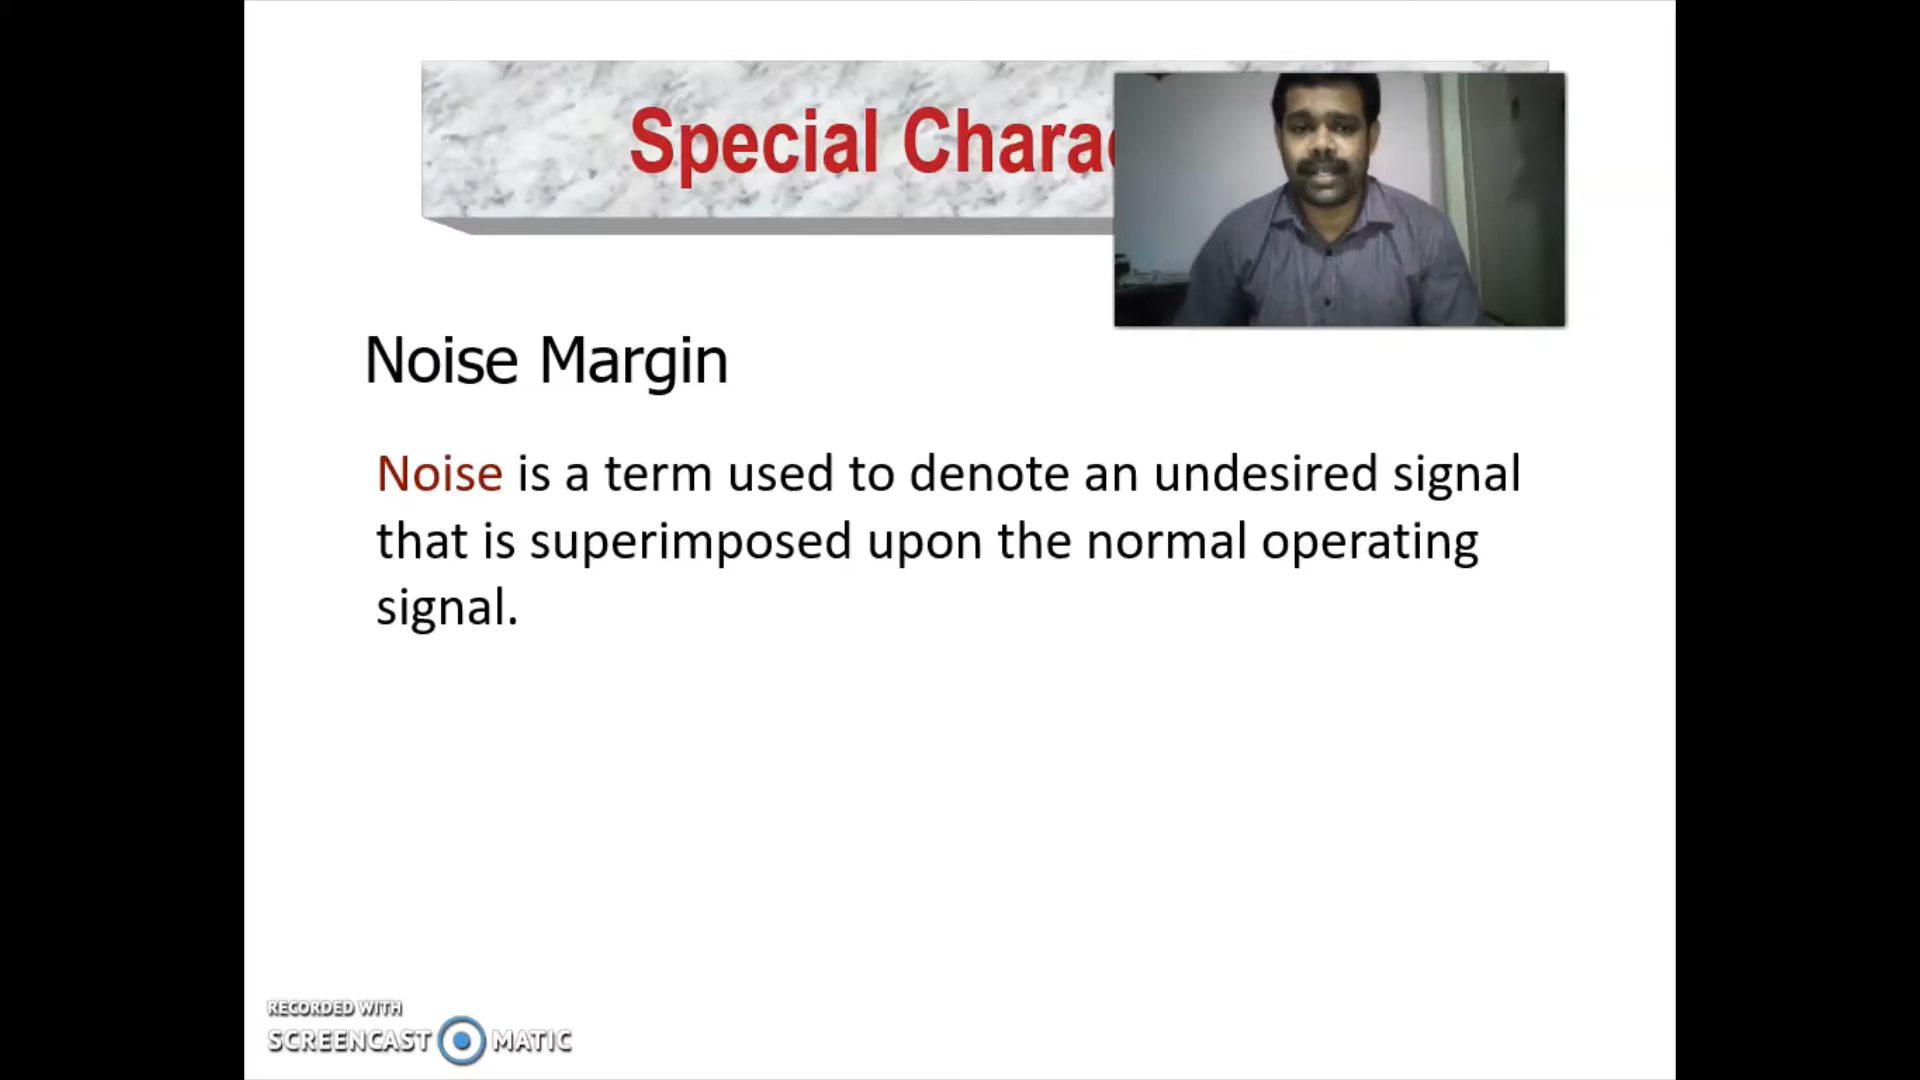 Special Charac
Noise Margin
Noise is a term used to denote an undesired signal
that is superimposed upon the normal operating
signal.
RECORDED WITH
SCREENCAST MATIC